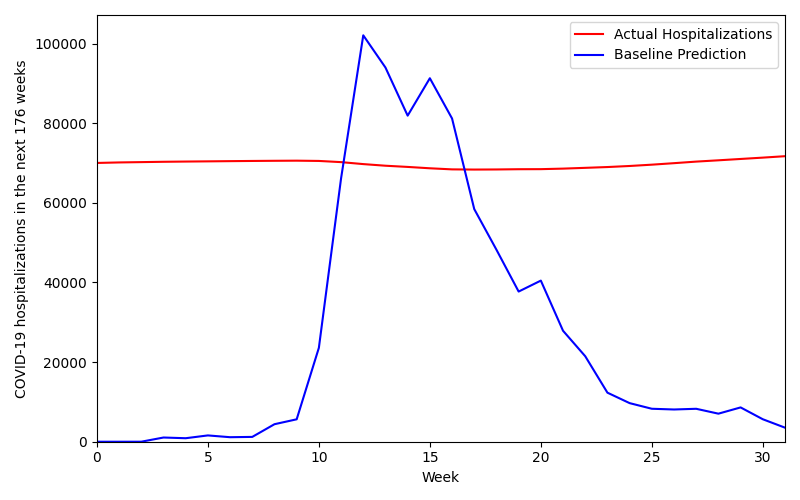 Actual Hospitalizations
Baseline Prediction
COVID-19 hospitalizations in the next 176 weeks
100000
80000
60000
40000
20000
0
0 5 10 15 20 25 30
Week